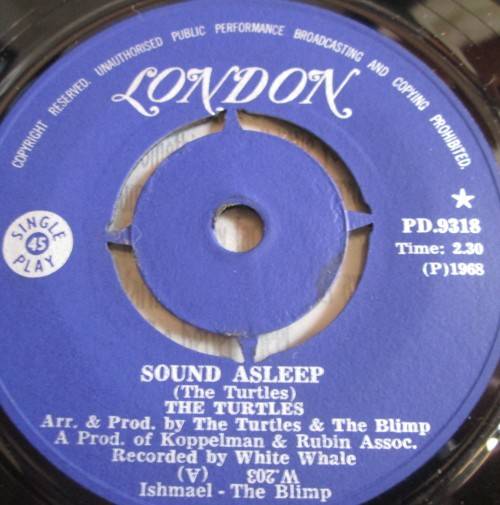 COPYRIGHT RESERVED. UNAUTHORISED PUBLIC PERFORMANCE BROADCASTING AND COPYING PROHIBITED.
LONDON
SINGLE
45
PLAY
PD.9318
Time: 2.30
(P)1968
SOUND ASLEEP
(The Turtles)
THE TURTLES
Arr. & Prod. by The Turtles & The Blimp
A Prod. of Koppelman & Rubin Assoc.
Recorded by White Whale
W.203 (A)
Ishmael - The Blimp